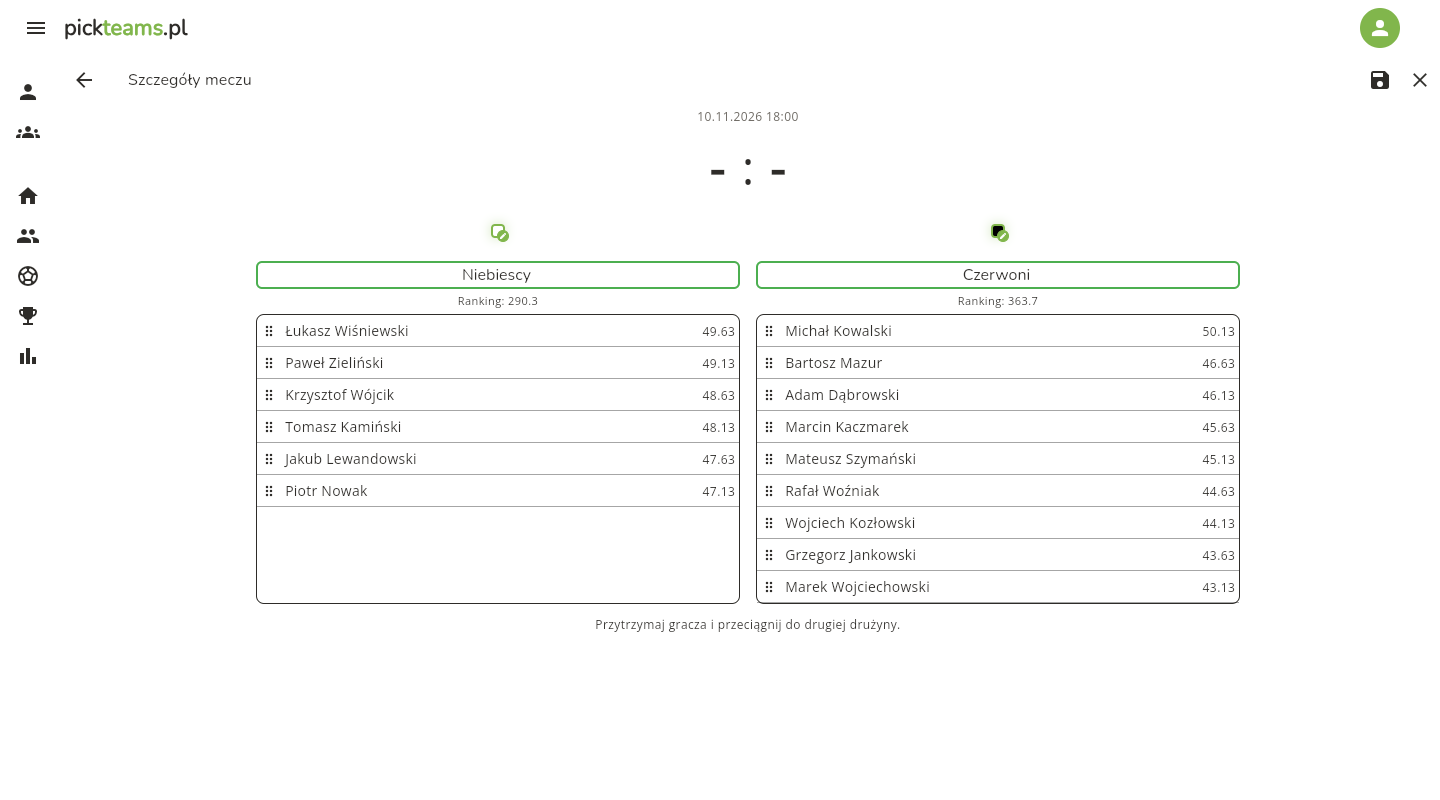 pickteams.pl
Szczegóły meczu
10.11.2026 18:00
- : -
Niebiescy
Ranking: 290.3
Łukasz Wiśniewski 49.63
Paweł Zieliński 49.13
Krzysztof Wójcik 48.63
Tomasz Kamiński 48.13
Jakub Lewandowski 47.63
Piotr Nowak 47.13
Czerwoni
Ranking: 363.7
Michał Kowalski 50.13
Bartosz Mazur 46.63
Adam Dąbrowski 46.13
Marcin Kaczmarek 45.63
Mateusz Szymański 45.13
Rafał Woźniak 44.63
Wojciech Kozłowski 44.13
Grzegorz Jankowski 43.63
Marek Wojciechowski 43.13
Przytrzymaj gracza i przeciągnij do drugiej drużyny.